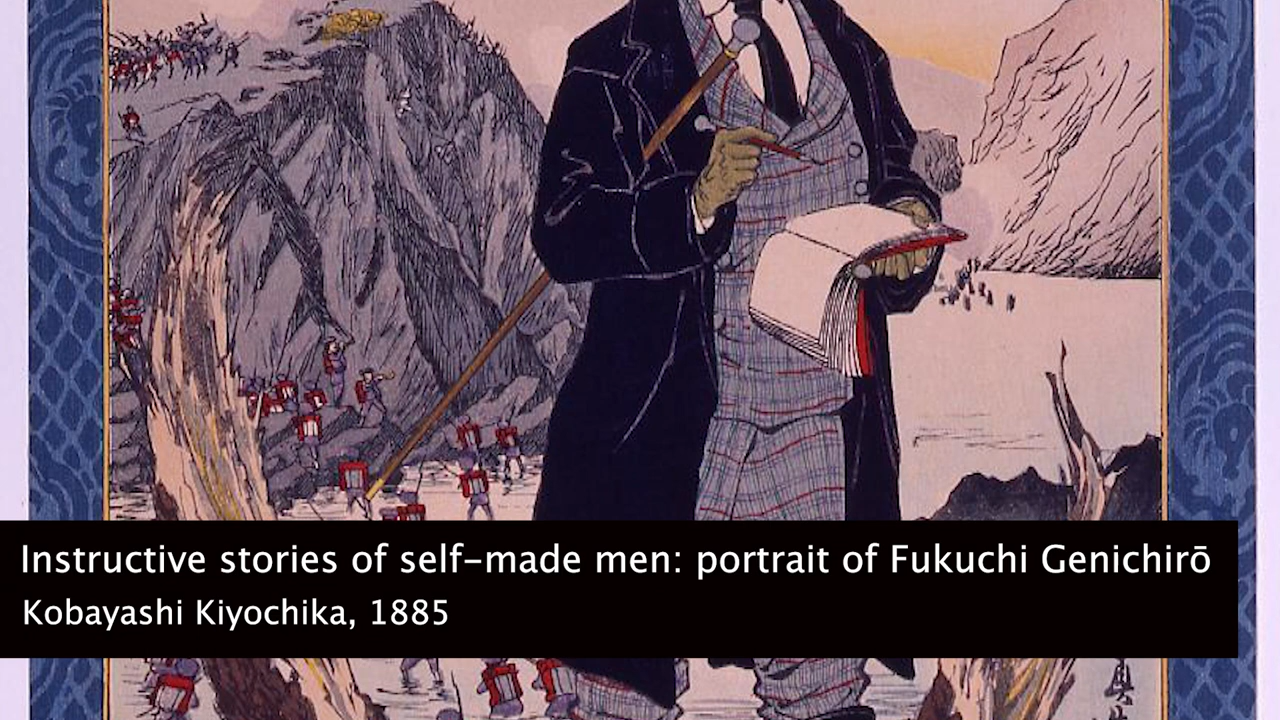 Instructive stories of self-made men: portrait of Fukuchi Genichirō
Kobayashi Kiyochika, 1885